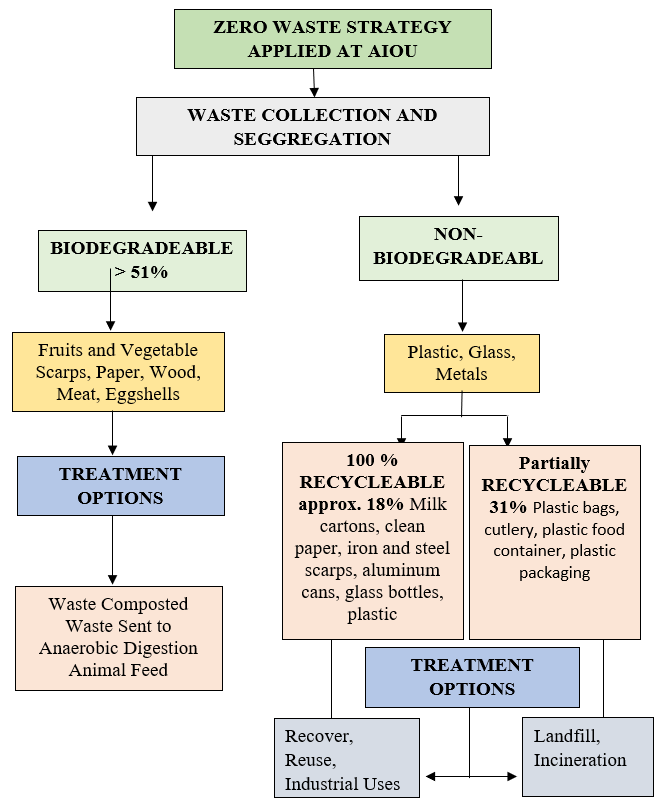 ZERO WASTE STRATEGY
APPLIED AT AIOU
WASTE COLLECTION AND
SEGGREGATION
BIODEGRADEABLE
> 51%
NON-
BIODEGRADEABL
Fruits and Vegetable
Scarps, Paper, Wood,
Meat, Eggshells
Plastic, Glass,
Metals
TREATMENT
OPTIONS
100 %
RECYCLEABLE
approx. 18% Milk
cartons, clean
paper, iron and steel
scarps, aluminum
cans, glass bottles,
plastic
Partially
RECYCLEABLE
31% Plastic bags,
cutlery, plastic food
container, plastic
packaging
Waste Composted
Waste Sent to
Anaerobic Digestion
Animal Feed
TREATMENT
OPTIONS
Recover,
Reuse,
Industrial Uses
Landfill,
Incineration